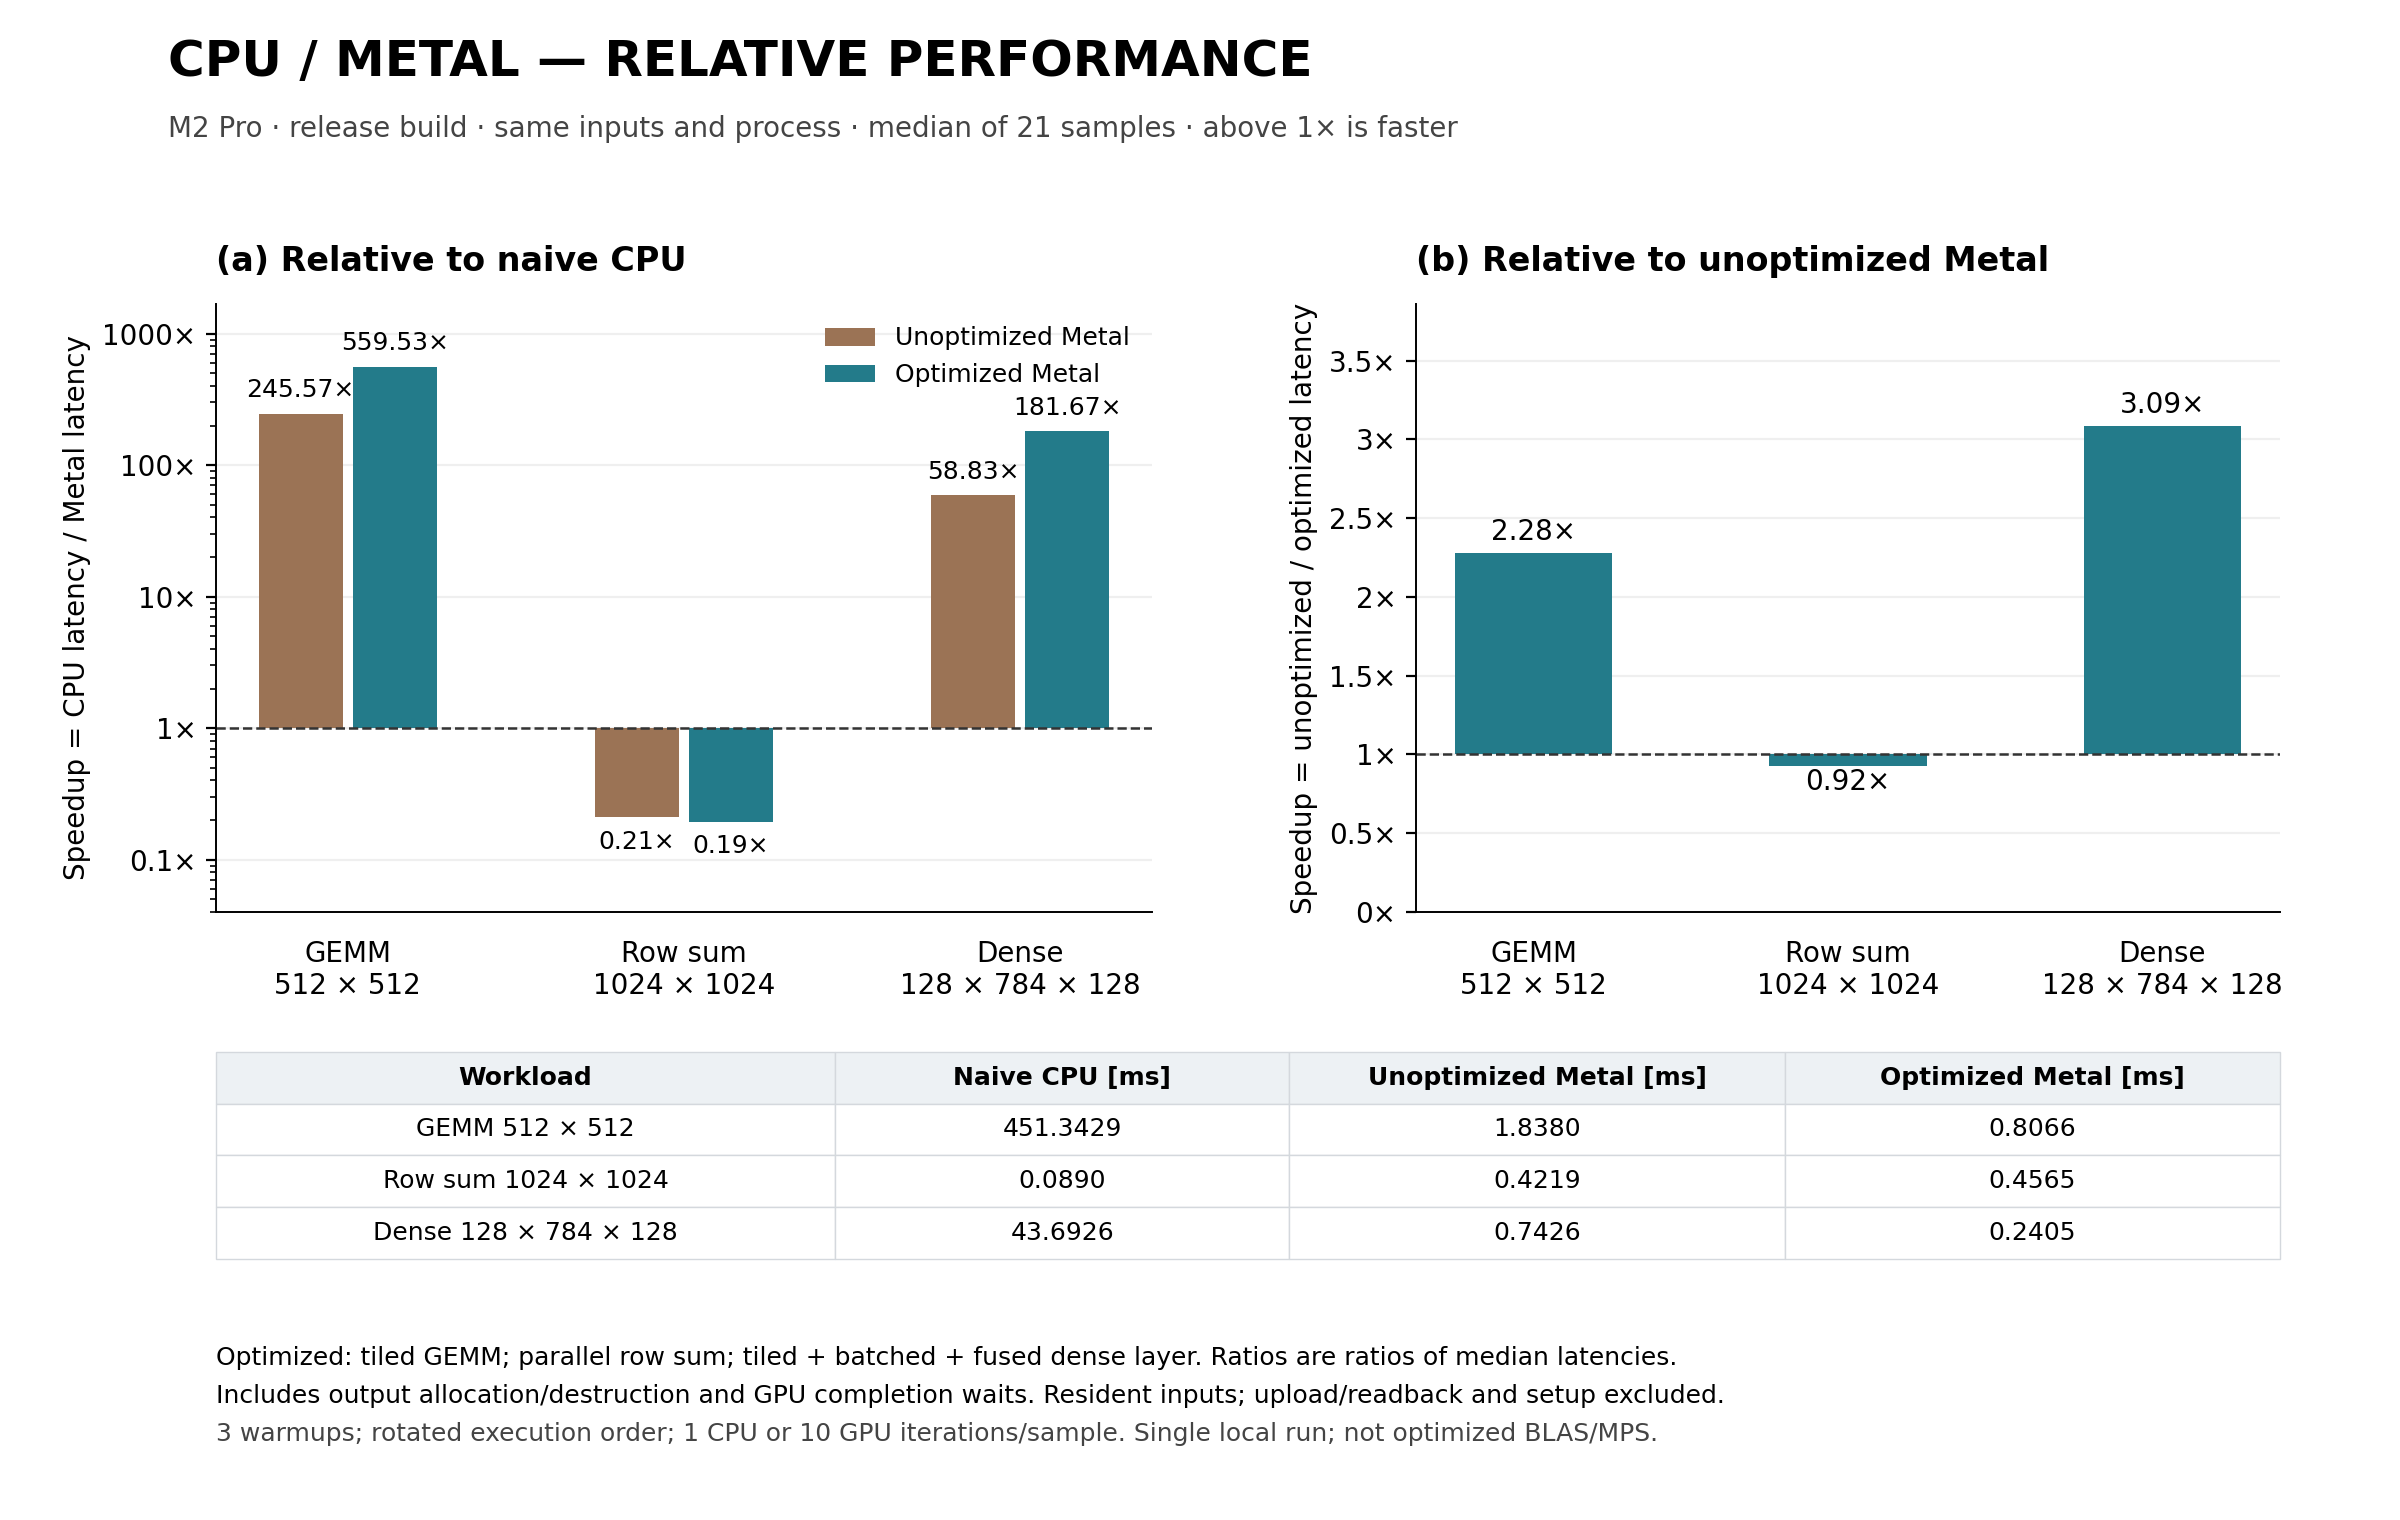 CPU / METAL — RELATIVE PERFORMANCE
M2 Pro · release build · same inputs and process · median of 21 samples · above 1× is faster
(a) Relative to naive CPU
Speedup = CPU latency / Metal latency
1000×
100×
10×
1×
0.1×
Unoptimized Metal
Optimized Metal
245.57×
559.53×
0.21×
0.19×
58.83×
181.67×
GEMM
512 × 512
Row sum
1024 × 1024
Dense
128 × 784 × 128
(b) Relative to unoptimized Metal
Speedup = unoptimized / optimized latency
3.5×
3×
2.5×
2×
1.5×
1×
0.5×
0×
2.28×
0.92×
3.09×
GEMM
512 × 512
Row sum
1024 × 1024
Dense
128 × 784 × 128
Workload Naive CPU [ms] Unoptimized Metal [ms] Optimized Metal [ms]
GEMM 512 × 512 451.3429 1.8380 0.8066
Row sum 1024 × 1024 0.0890 0.4219 0.4565
Dense 128 × 784 × 128 43.6926 0.7426 0.2405
Optimized: tiled GEMM; parallel row sum; tiled + batched + fused dense layer. Ratios are ratios of median latencies.
Includes output allocation/destruction and GPU completion waits. Resident inputs; upload/readback and setup excluded.
3 warmups; rotated execution order; 1 CPU or 10 GPU iterations/sample. Single local run; not optimized BLAS/MPS.